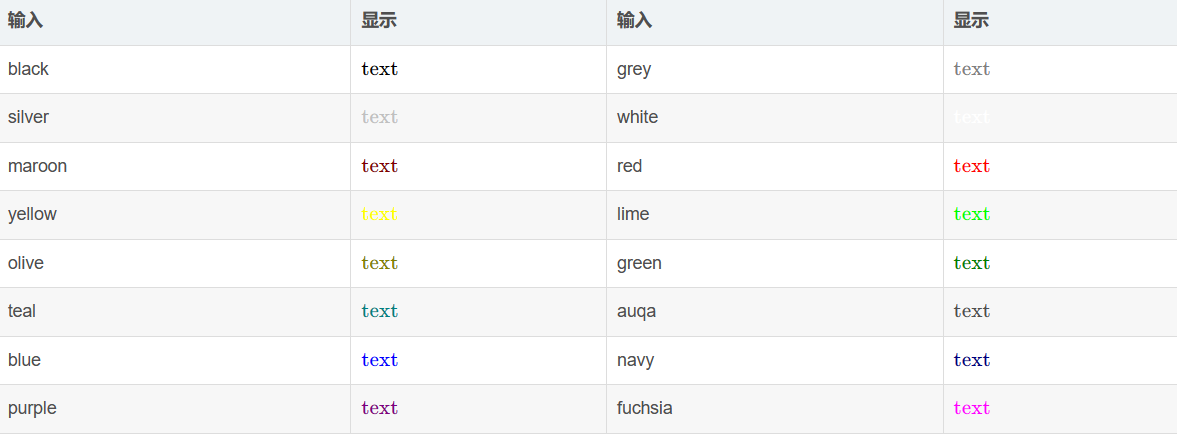 输入 显示 输入 显示
black text grey text
silver text white text
maroon text red text
yellow text lime text
olive text green text
teal text auqa text
blue text navy text
purple text fuchsia text